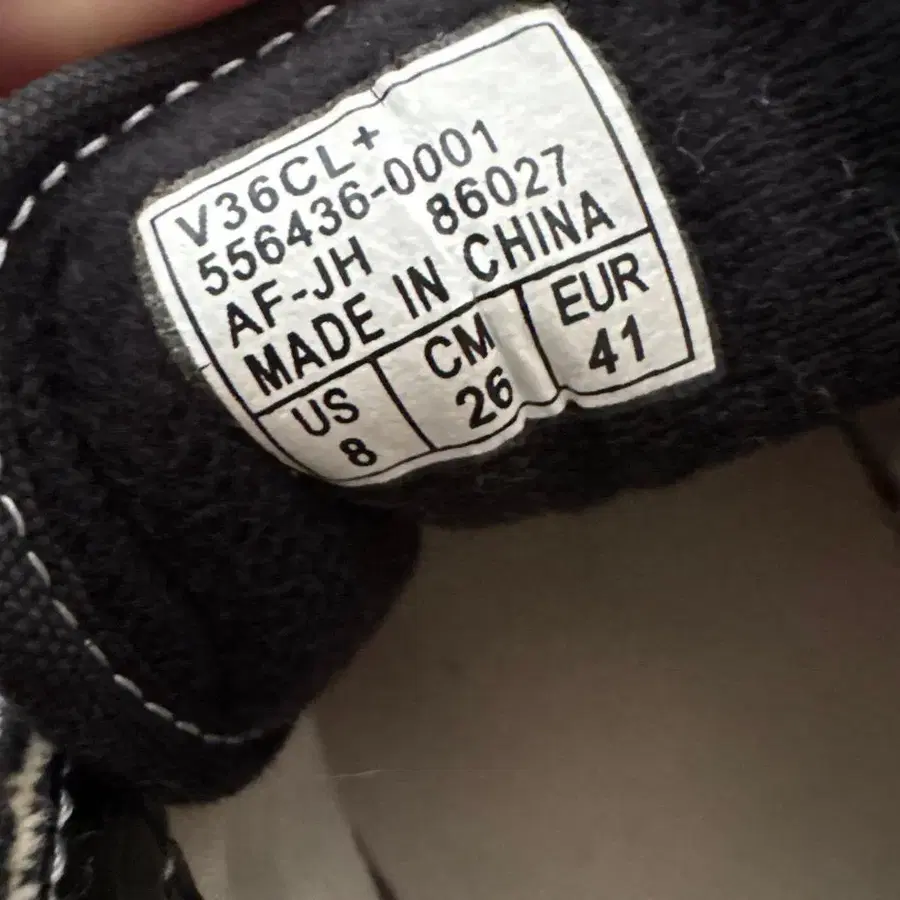 V36CL+
556436-0001
AF-JH 86027
MADE IN CHINA
US CM EUR
8 26 41